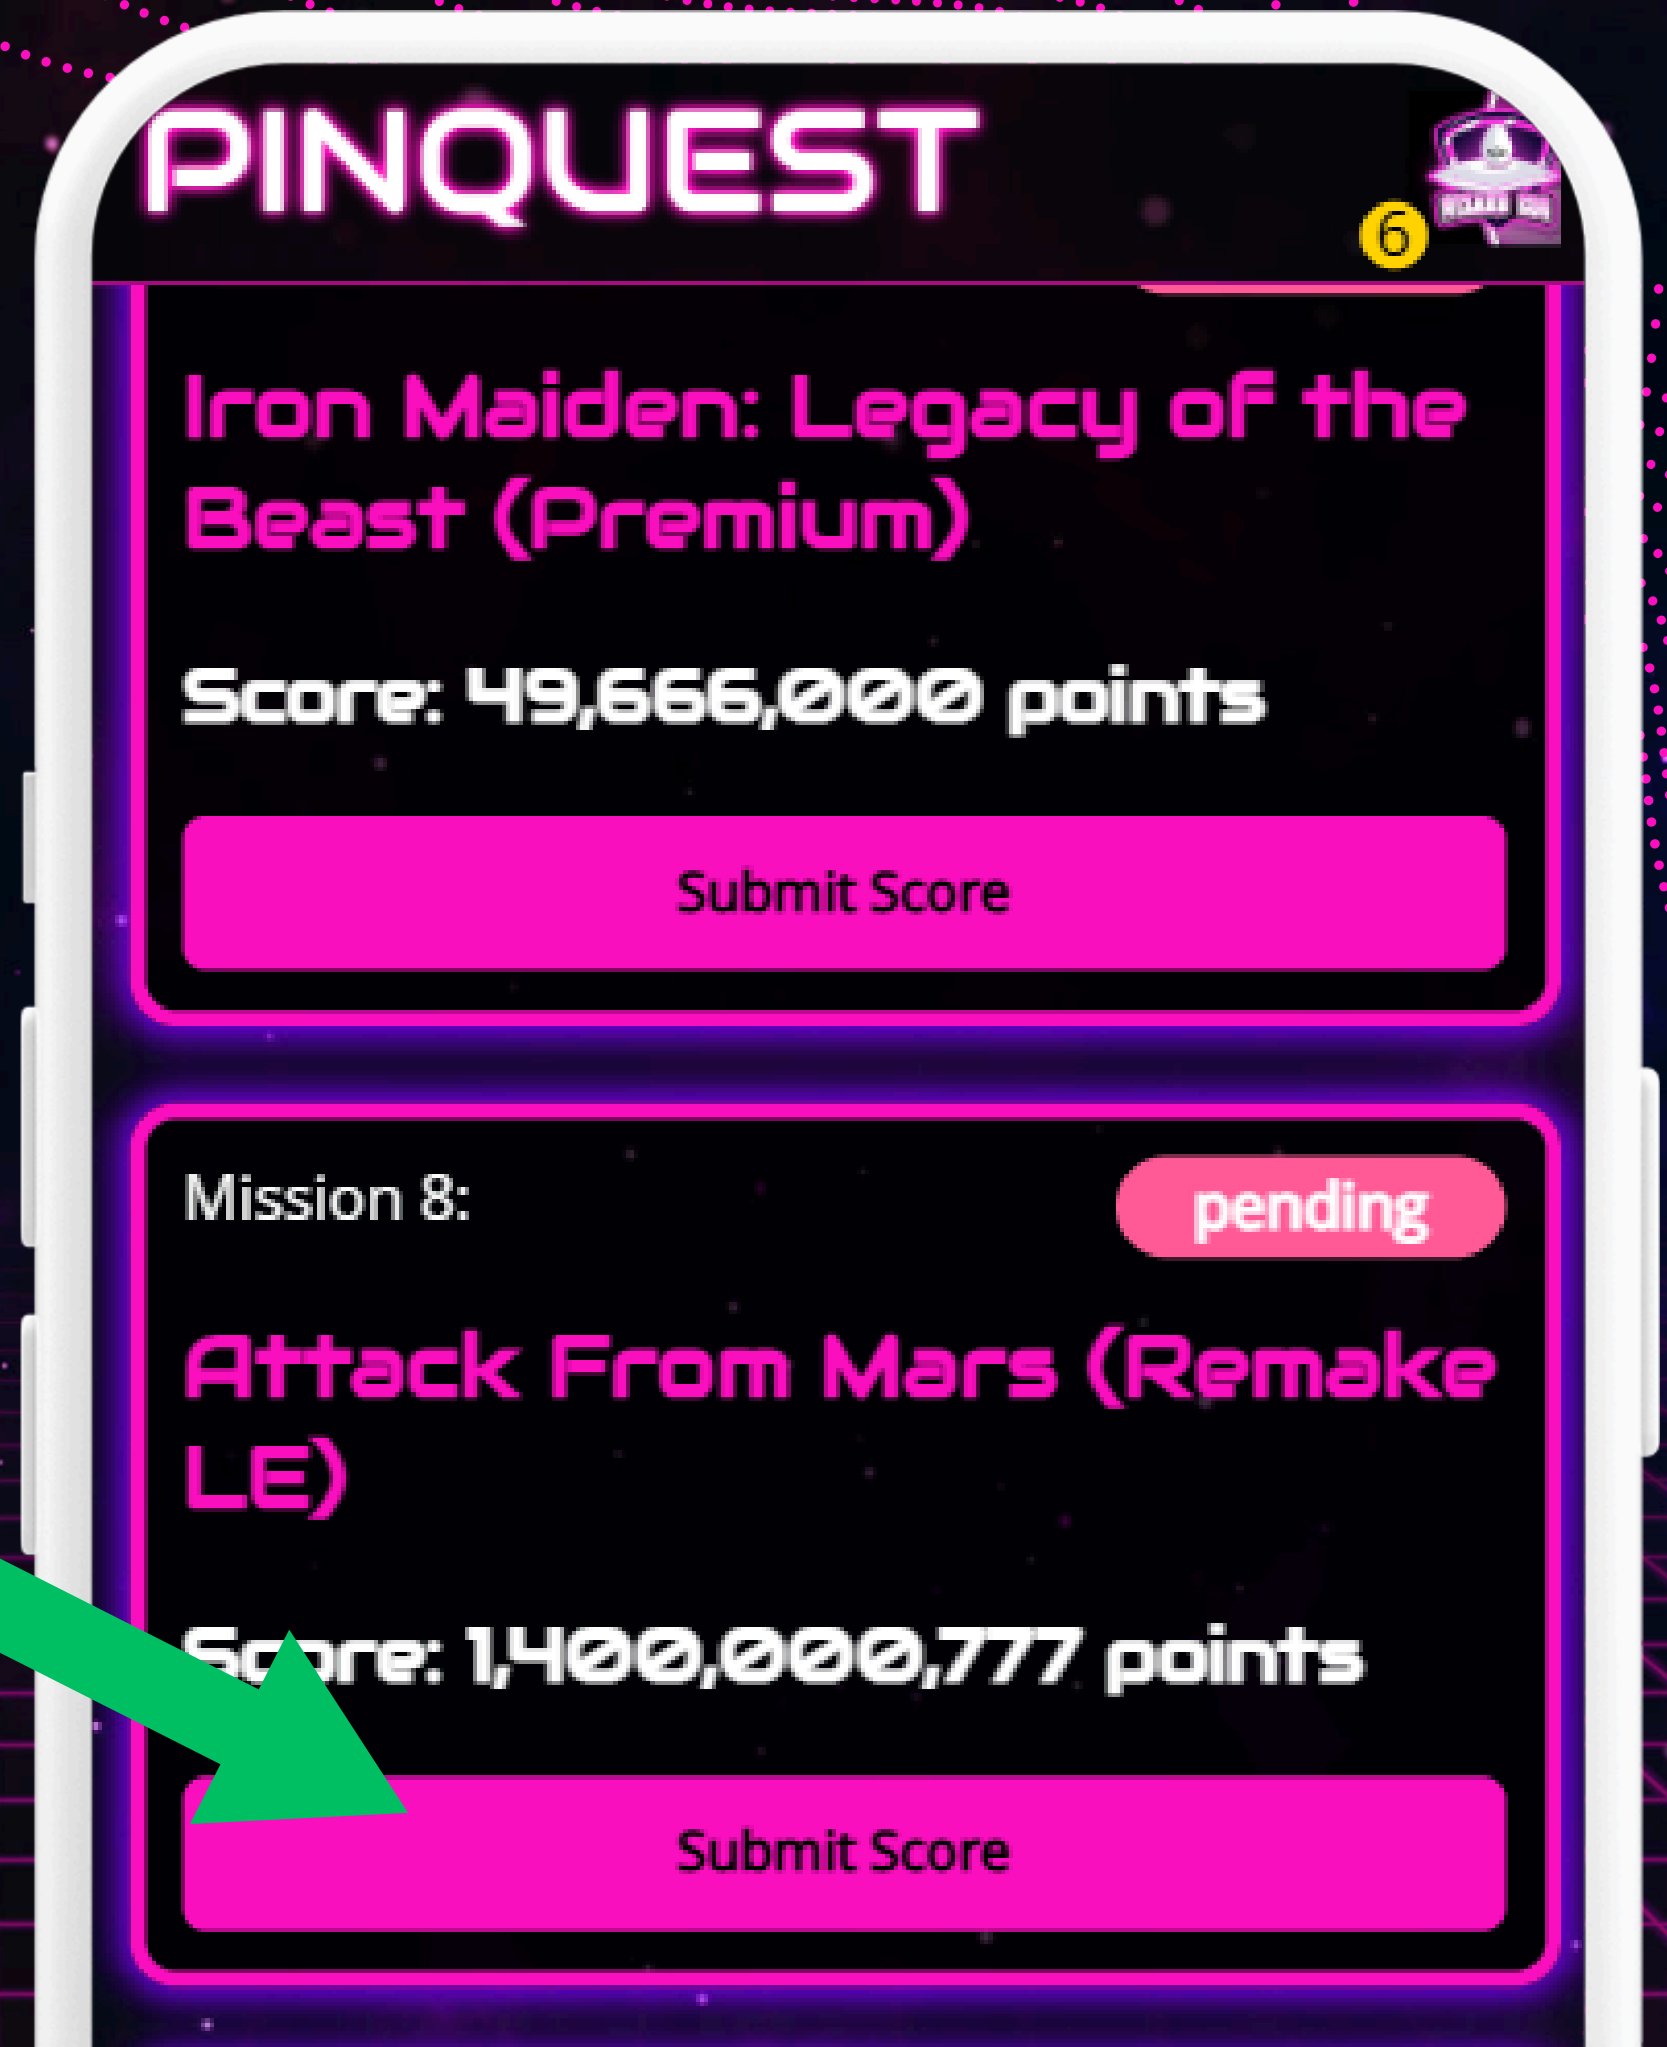 PINQUEST
6
Iron Maiden: Legacy of the
Beast (Premium)
Score: 49,666,000 points
Submit Score
Mission 8:
pending
Attack From Mars (Remake
LE)
Score: 1,400,000,777 points
Submit Score